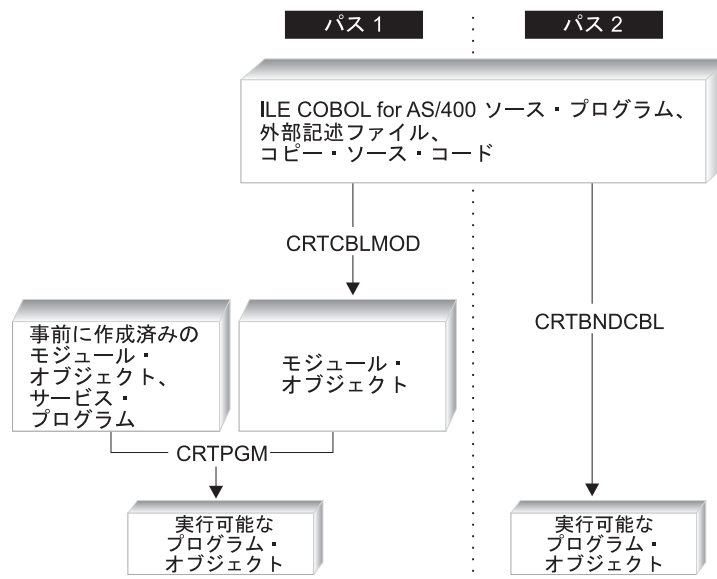 パス 1
パス 2
ILE COBOL for AS/400 ソース・プログラム、
外部記述ファイル、
コピー・ソース・コード
CRTCBLMOD
CRTBNDCBL
事前に作成済みの
モジュール・
オブジェクト、
サービス・
プログラム
モジュール・
オブジェクト
CRTPGM
実行可能な
プログラム・
オブジェクト
実行可能な
プログラム・
オブジェクト